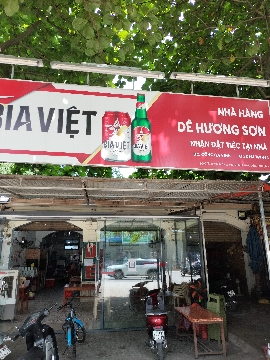 BIA VIỆT
BIA VIỆT
NHÀ HÀNG
DÊ HƯƠNG SƠN
NHẬN ĐẶT TIỆC TẠI NHÀ